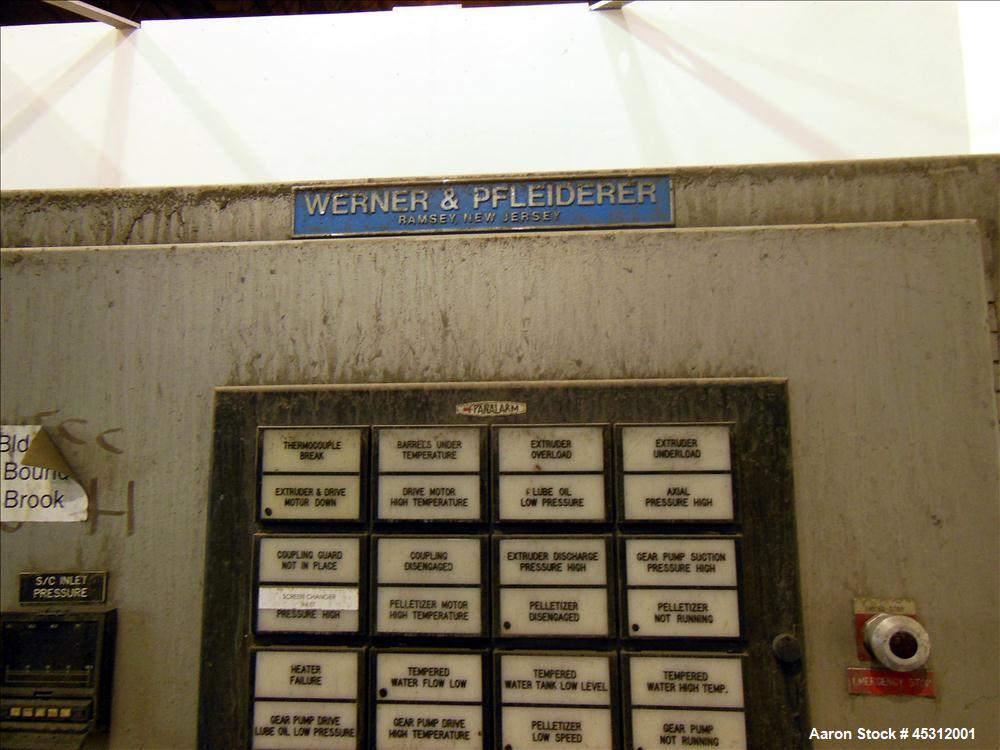 WERNER & PFLEIDERER
RAMSEY, NEW JERSEY
PANALARM
THERMOCOUPLE
BREAK
EXTRUDER & DRIVE
MOTOR DOWN
BARRELS UNDER
TEMPERATURE
DRIVE MOTOR
HIGH TEMPERATURE
EXTRUDER
OVERLOAD
LUBE OIL
LOW PRESSURE
EXTRUDER
UNDERLOAD
AXIAL
PRESSURE HIGH
Bld
Bound
Brook
H
COUPLING GUARD
NOT IN PLACE
SCREEN CHANGER
INLET
PRESSURE HIGH
COUPLING
DISENGAGED
PELLETIZER MOTOR
HIGH TEMPERATURE
EXTRUDER DISCHARGE
PRESSURE HIGH
PELLETIZER
DISENGAGED
GEAR PUMP SUCTION
PRESSURE HIGH
PELLETIZER
NOT RUNNING
S/C INLET
PRESSURE
HEATER
FAILURE
GEAR PUMP DRIVE
LUBE OIL LOW PRESSURE
TEMPERED
WATER FLOW LOW
GEAR PUMP DRIVE
HIGH TEMPERATURE
TEMPERED
WATER TANK LOW LEVEL
PELLETIZER
LOW SPEED
TEMPERED
WATER HIGH TEMP.
GEAR PUMP
NOT RUNNING
EMERGENCY STOP
Aaron Stock # 45312001